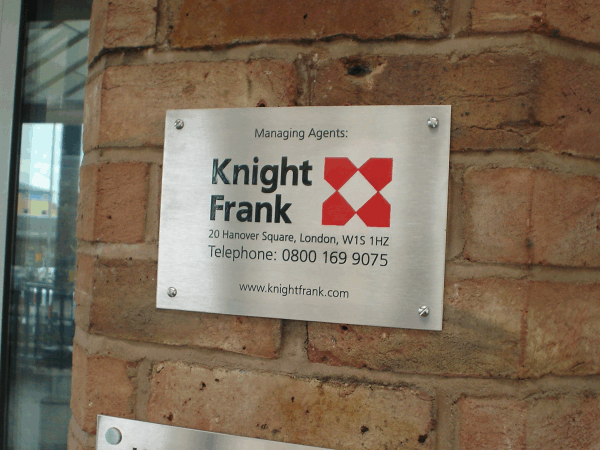 Managing Agents:
Knight
Frank
20 Hanover Square, London, W1S 1HZ
Telephone: 0800 169 9075
www.knightfrank.com